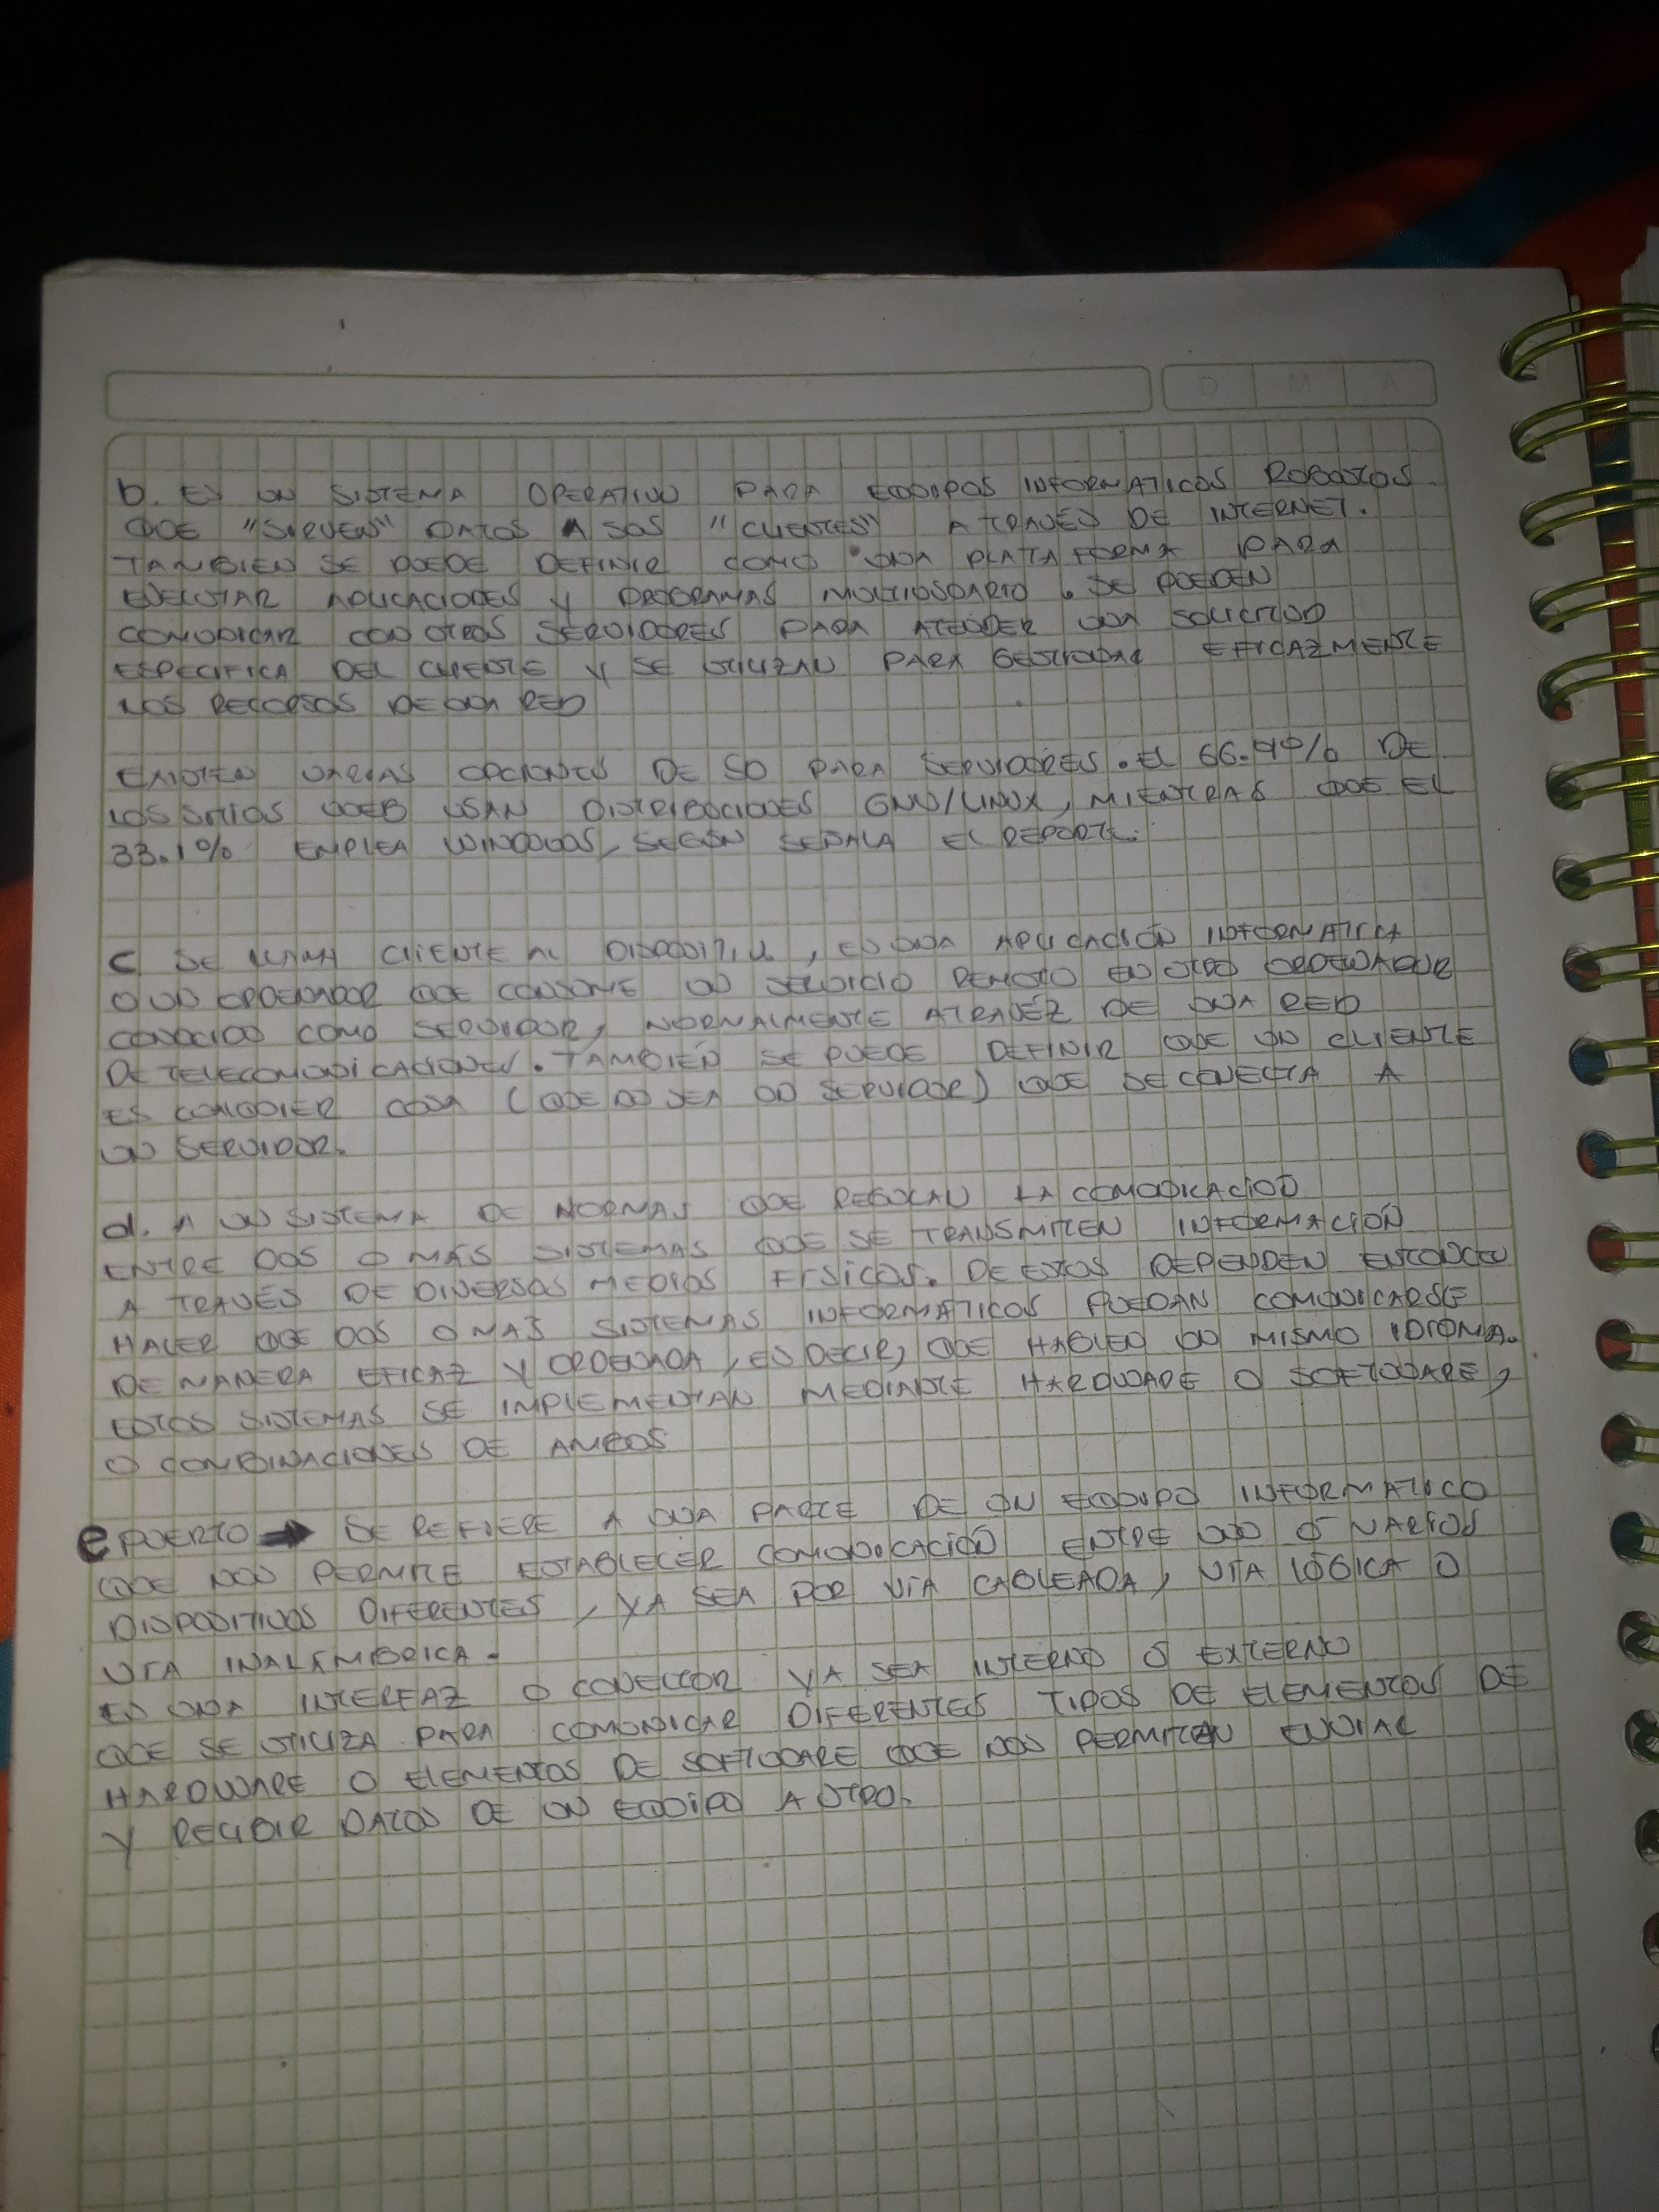 D M A
b. ES UN SISTEMA OPERATIVO PARA EQUIPOS INFORMATICOS ROBUSTOS
QUE "SIRVEN" DATOS A SUS "CLIENTES" A TRAVÉS DE INTERNET.
TAMBIEN SE PUEDE DEFINIR COMO UNA PLATAFORMA PARA
EJECUTAR APLICACIONES Y PROGRAMAS MULTIUSUARIO. SE PUEDEN
COMUNICAR CON OTROS SERVIDORES PARA ATENDER UNA SOLICITUD
ESPECIFICA DEL CLIENTE Y SE UTILIZAN PARA GESTIONAR EFICAZMENTE
LOS RECURSOS DE UNA RED
EXISTEN VARIAS OPCIONES DE SO PARA SERVIDORES. EL 66.9% DE
LOS SITIOS WEB USAN DISTRIBUCIONES GNU/LINUX, MIENTRAS QUE EL
33.1% EMPLEA WINDOWS, SEGÚN SEÑALA EL REPORTE.
C SE LLAMA CLIENTE AL DISPOSITIVO, ES UNA APLICACIÓN INFORMATICA
O UN ORDENADOR QUE CONSUME UN SERVICIO REMOTO EN OTRO ORDENADOR
CONOCIDO COMO SERVIDOR, NORMALMENTE ATRAVÉZ DE UNA RED
DE TELECOMUNICACIONES. TAMBIÉN SE PUEDE DEFINIR QUE UN CLIENTE
ES CUALQUIER COSA (QUE NO SEA UN SERVIDOR) QUE SE CONECTA A
UN SERVIDOR.
d. A UN SISTEMA DE NORMAS QUE REGULAN LA COMUNICACION
ENTRE DOS O MÁS SISTEMAS QUE SE TRANSMITEN INFORMACIÓN
A TRAVÉS DE DIVERSOS MEDIOS FÍSICOS. DE ESTOS DEPENDEN ENTONCES
HACER QUE DOS O MAS SISTEMAS INFORMÁTICOS PUEDAN COMUNICARSE
DE MANERA EFICAZ Y ORDENADA, ES DECIR, QUE HABLEN UN MISMO IDIOMA.
ESTOS SISTEMAS SE IMPLEMENTAN MEDIANTE HARDWARE O SOFTWARE,
O COMBINACIONES DE AMBOS
e PUERTO → SE REFIERE A UNA PARTE DE UN EQUIPO INFORMATICO
QUE NOS PERMITE ESTABLECER COMUNICACIÓN ENTRE UNO Ó VARIOS
DISPOSITIVOS DIFERENTES, YA SEA POR VÍA CABLEADA, VÍA LÓGICA O
VÍA INALÁMBRICA.
ES UNA INTERFAZ O CONECTOR YA SEA INTERNO Ó EXTERNO
QUE SE UTILIZA PARA COMUNICAR DIFERENTES TIPOS DE ELEMENTOS DE
HARDWARE O ELEMENTOS DE SOFTWARE QUE NOS PERMITEN ENVIAR
Y RECIBIR DATOS DE UN EQUIPO A OTRO.